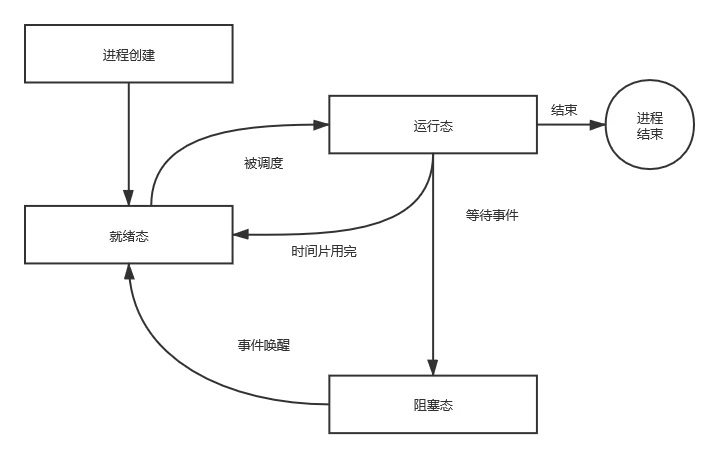 进程创建
运行态
结束
进程
结束
被调度
等待事件
就绪态
时间片用完
事件唤醒
阻塞态